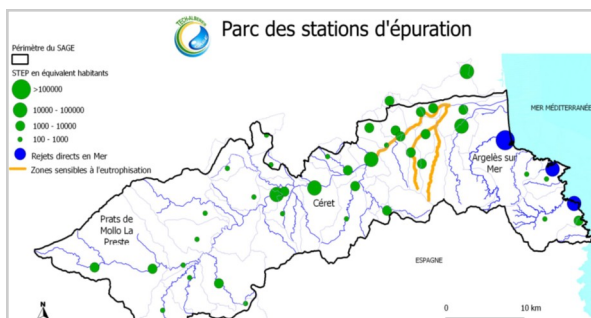 TECH-ALBÈRES
Parc des stations d'épuration
Périmètre du SAGE
STEP en équivalent habitants
>100000
10000 - 100000
1000 - 10000
100 - 1000
Rejets directs en Mer
Zones sensibles à l'eutrophisation
MER MÉDITERRANÉE
Argelès sur
Mer
Céret
Prats de
Mollo La
Preste
ESPAGNE
N
0 10 km